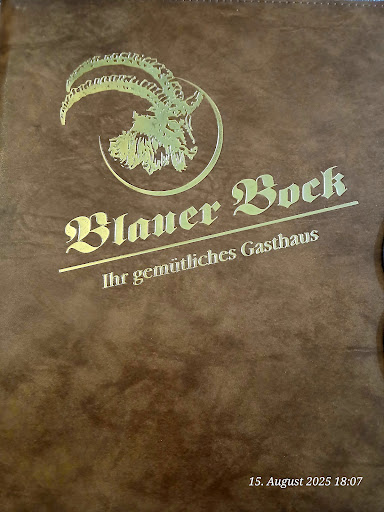 Blauer Bock
Ihr gemütliches Gasthaus
15. August 2025 18:07